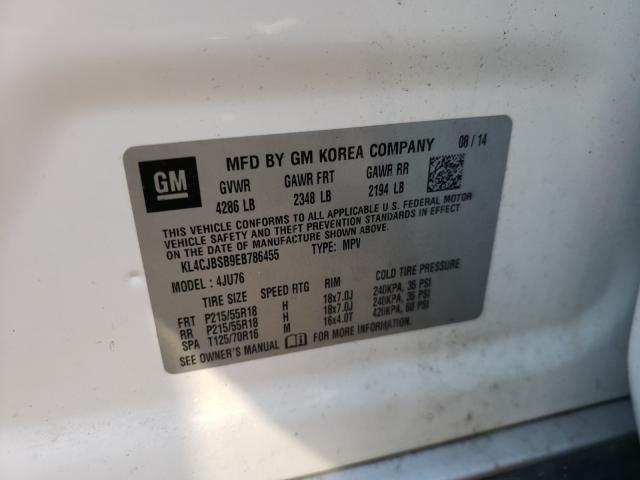 GM
MFD BY GM KOREA COMPANY 08 / 14
GVWR GAWR FRT GAWR RR
4286 LB 2348 LB 2194 LB
THIS VEHICLE CONFORMS TO ALL APPLICABLE U.S. FEDERAL MOTOR
VEHICLE SAFETY AND THEFT PREVENTION STANDARDS IN EFFECT
ON THE DATE OF MANUFACTURE SHOWN ABOVE.
KL4CJBSB9EB786455 TYPE: MPV
MODEL : 4JU76
TIRE SIZE SPEED RTG RIM COLD TIRE PRESSURE
FRT P215/55R18 H 18x7.0J 240KPA, 35 PSI
RR P215/55R18 H 18x7.0J 240KPA, 35 PSI
SPA T125/70R16 M 16x4.0T 420KPA, 60 PSI
SEE OWNER'S MANUAL FOR MORE INFORMATION.